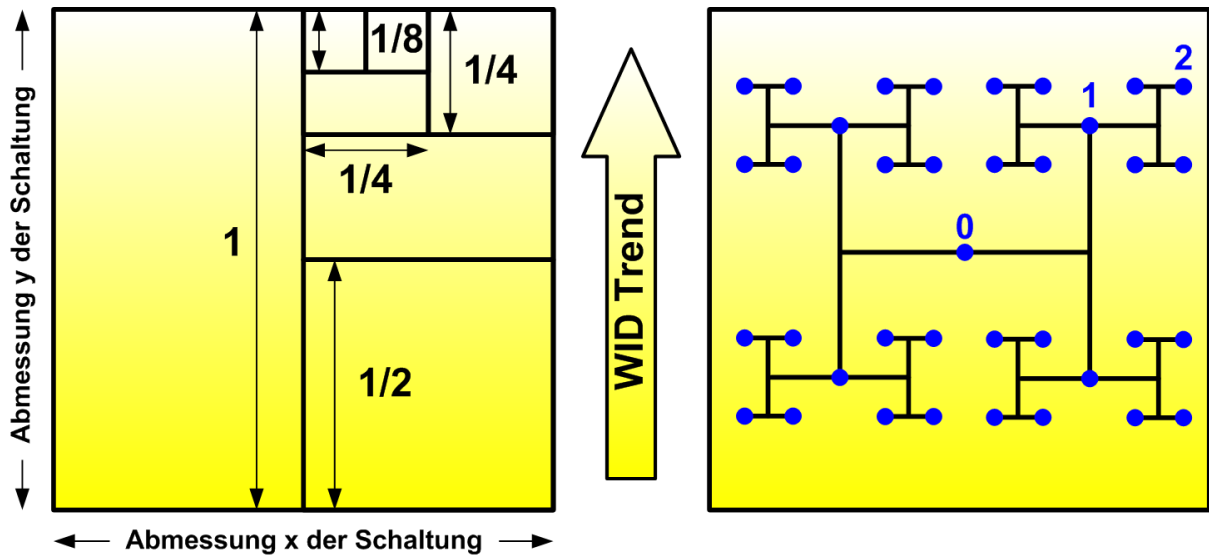 Abmessung y der Schaltung
1/8
1/4
1/4
1
1/2
Abmessung x der Schaltung
WID Trend
2
1
0